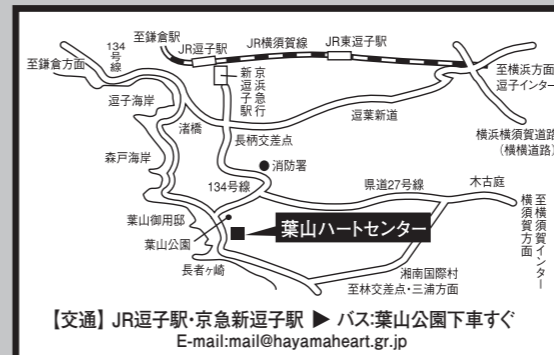 至鎌倉駅
JR逗子駅
JR横須賀線
JR東逗子駅
134号線
至鎌倉方面
京浜急行
新逗子駅
至横浜方面
逗子インター
逗子海岸
渚橋
逗葉新道
横浜横須賀道路
(横横道路)
長柄交差点
森戸海岸
消防署
134号線
県道27号線
木古庭
至横須賀インター
横須賀方面
葉山御用邸
葉山公園
葉山ハートセンター
長者ヶ崎
湘南国際村
至林交差点・三浦方面
【交通】JR逗子駅・京急新逗子駅 ▶ バス:葉山公園下車すぐ
E-mail:mail@hayamaheart.gr.jp